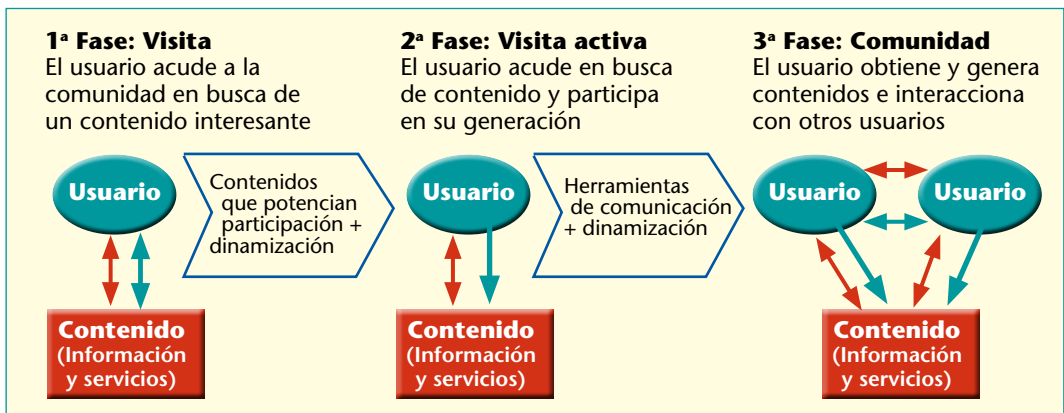 1ª Fase: Visita
El usuario acude a la
comunidad en busca de
un contenido interesante
Usuario
Contenidos
que potencian
participación +
dinamización
Contenido
(Información
y servicios)
2ª Fase: Visita activa
El usuario acude en busca
de contenido y participa
en su generación
Usuario
Herramientas
de comunicación
+ dinamización
Contenido
(Información
y servicios)
3ª Fase: Comunidad
El usuario obtiene y genera
contenidos e interacciona
con otros usuarios
Usuario
Usuario
Contenido
(Información
y servicios)